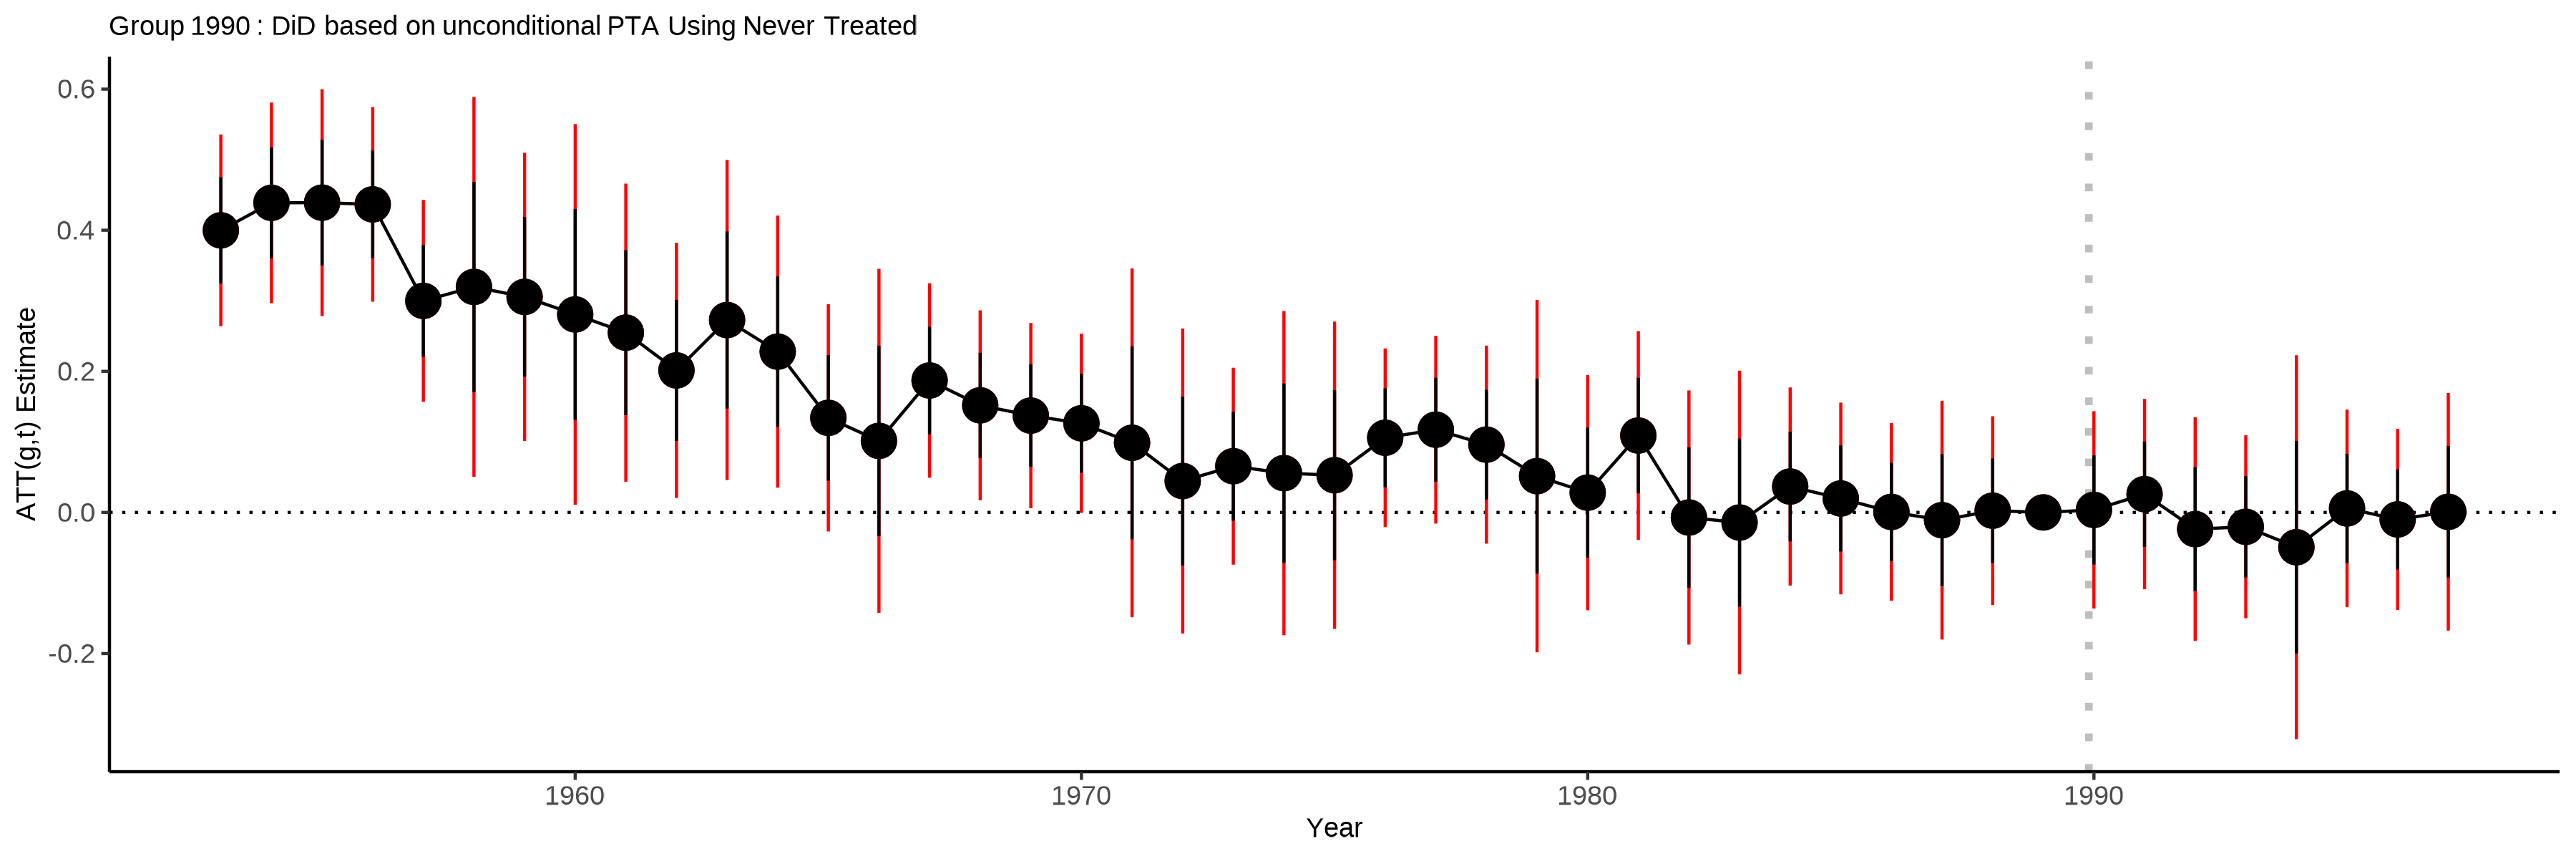 Group 1990 : DiD based on unconditional PTA Using Never Treated
ATT(g,t) Estimate
0.6
0.4
0.2
0.0
-0.2
1960 1970 1980 1990
Year